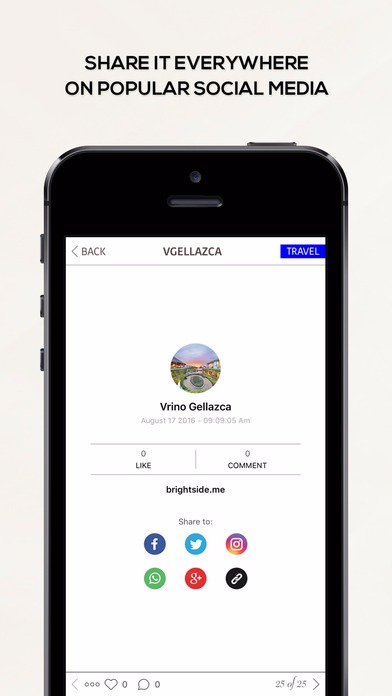 SHARE IT EVERYWHERE
ON POPULAR SOCIAL MEDIA
BACK VGELLAZCA TRAVEL
Vrino Gellazca
August 17 2016 - 09:09:05 Am
0 0
LIKE COMMENT
brightside.me
Share to:
0 0 25 of 25